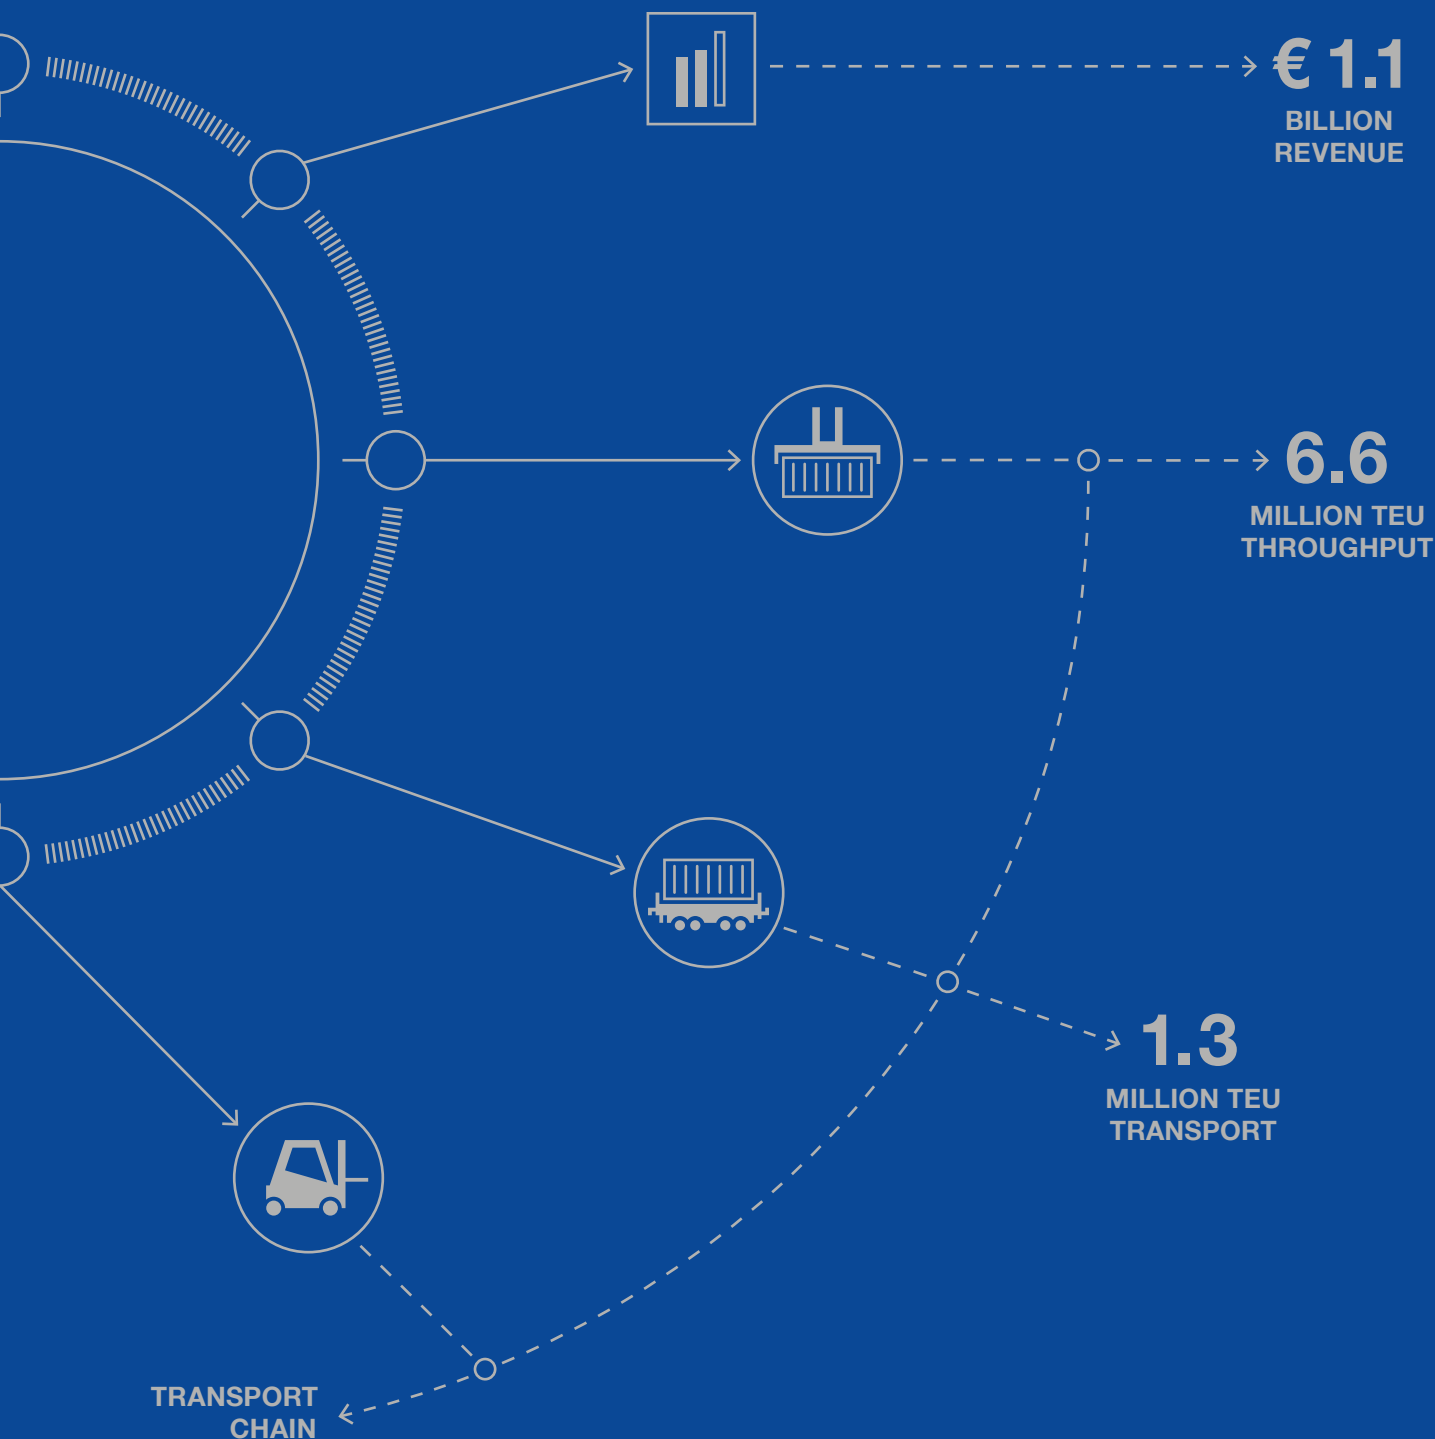 € 1.1
BILLION
REVENUE
6.6
MILLION TEU
THROUGHPUT
1.3
MILLION TEU
TRANSPORT
TRANSPORT
CHAIN